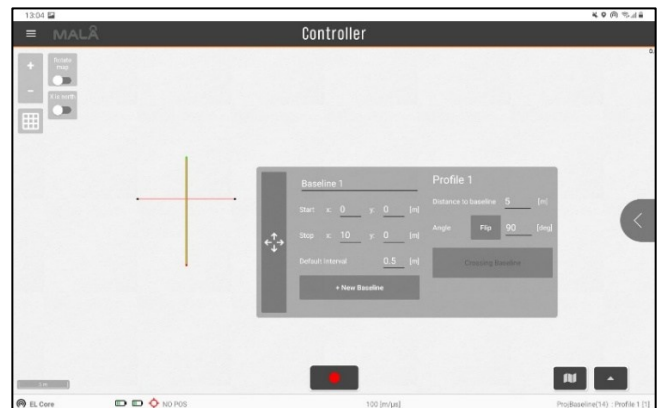 13:04
MALÅ
Controller
Rotate map
X is north
+
-
Baseline 1
Start x: 0 y: 0 [m]
Stop x: 10 y: 0 [m]
Default Interval 0.5 [m]
+ New Baseline
Profile 1
Distance to baseline 5 [m]
Angle Flip 90 [deg]
Crossing Baseline
EL Core
NO POS
100 [m/µs]
ProjBaseline(14) : Profile 1 [1]